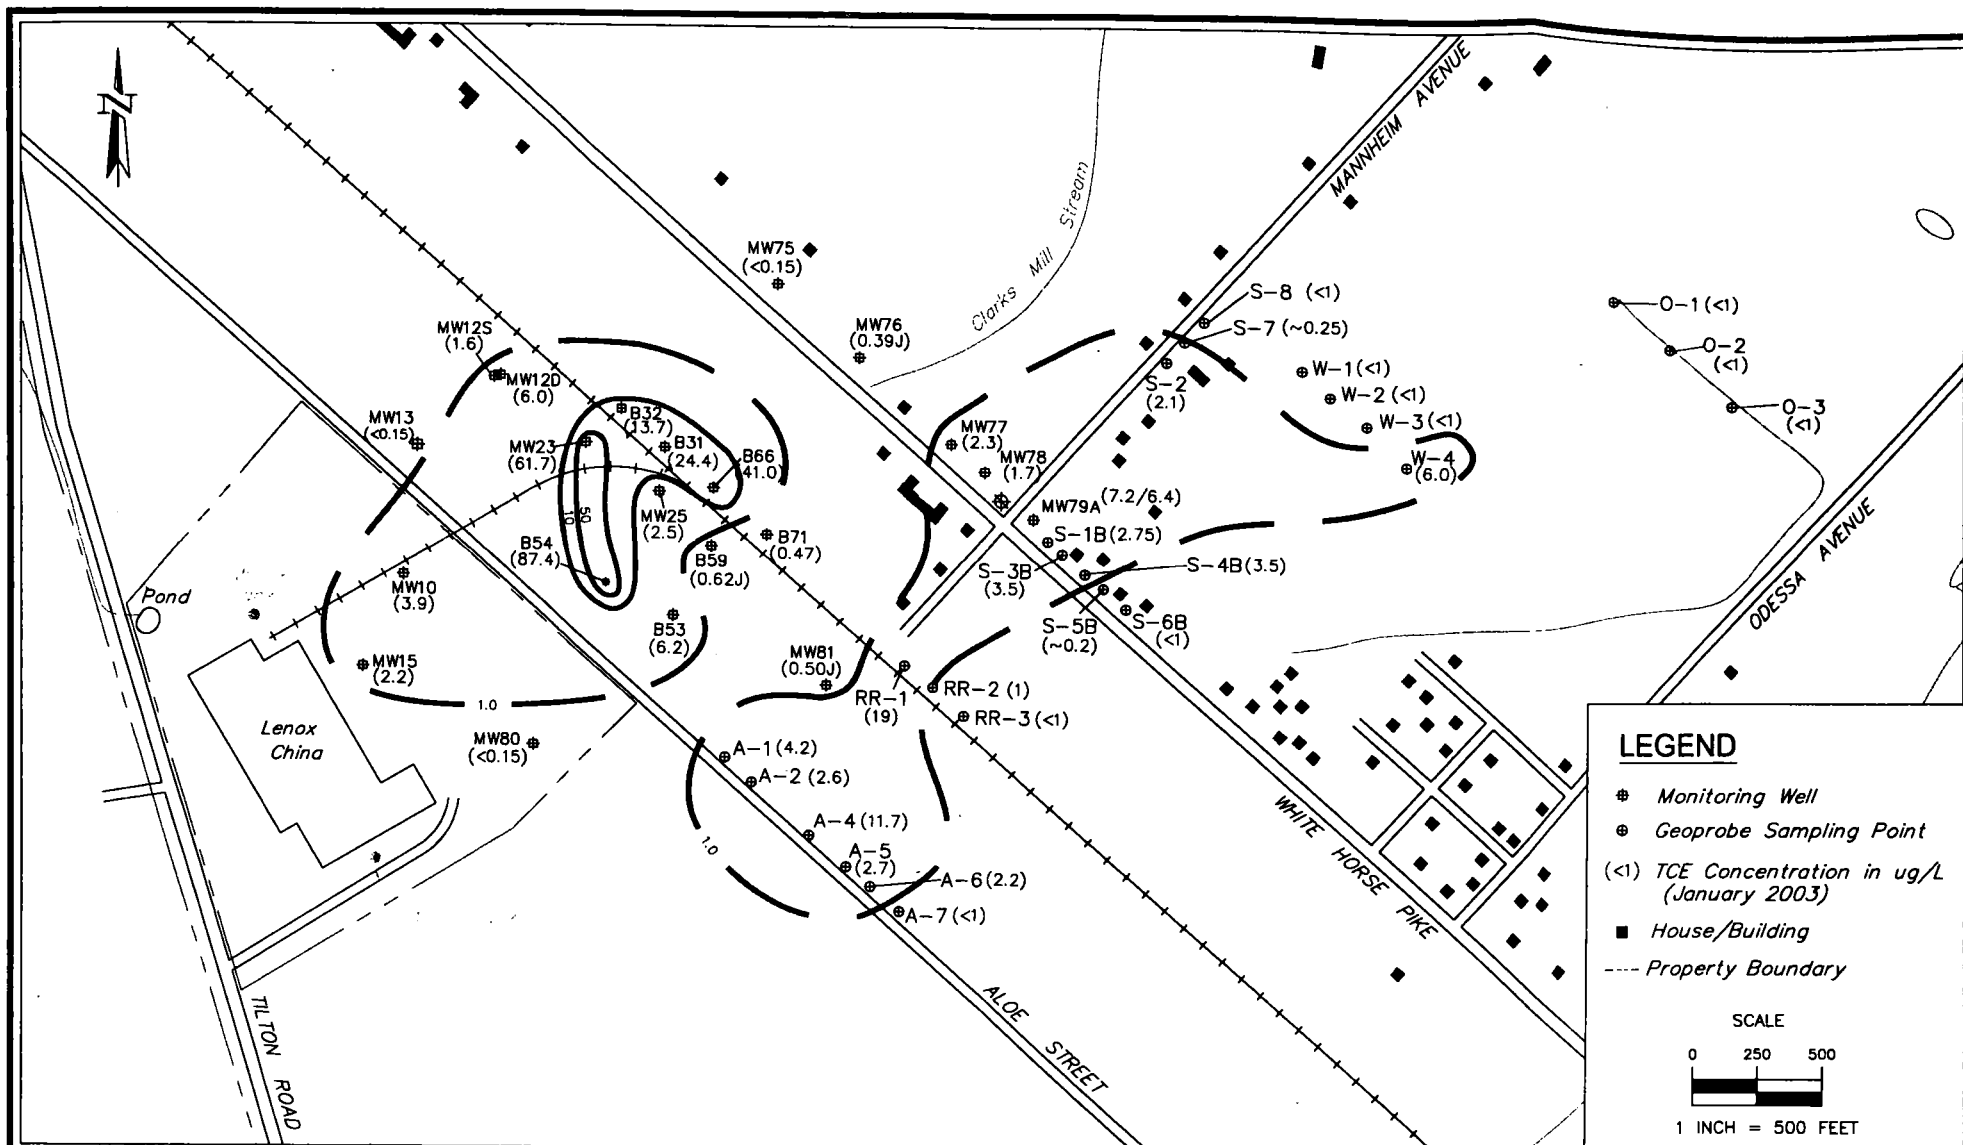 N
MANNHEIM AVENUE
Clarks Mill Stream
MW75
(<0.15)
MW76
(0.39J)
S-8 (<1)
S-7 (~0.25)
S-2
(2.1)
W-1 (<1)
W-2 (<1)
W-3 (<1)
W-4
(6.0)
O-1 (<1)
O-2
(<1)
O-3
(<1)
MW12S
(1.6)
MW12D
(6.0)
MW13
(<0.15)
B32
(13.7)
MW23
(61.7)
B31
(24.4)
B66
(41.0)
10
50
MW25
(2.5)
B54
(87.4)
B59
(0.62J)
B71
(0.47)
MW77
(2.3)
MW78
(1.7)
MW79A (7.2/6.4)
S-1B (2.75)
S-3B
(3.5)
S-4B (3.5)
S-5B
(~0.2)
S-6B
(<1)
ODESSA AVENUE
MW10
(3.9)
Pond
B53
(6.2)
MW15
(2.2)
MW81
(0.50J)
RR-1
(19)
RR-2 (1)
RR-3 (<1)
1.0
Lenox
China
MW80
(<0.15)
A-1 (4.2)
A-2 (2.6)
A-4 (11.7)
A-5
(2.7)
A-6 (2.2)
A-7 (<1)
1.0
WHITE HORSE PIKE
ALOE STREET
TILTON ROAD
LEGEND
Monitoring Well
Geoprobe Sampling Point
(<1) TCE Concentration in ug/L
(January 2003)
House/Building
Property Boundary
SCALE
0 250 500
1 INCH = 500 FEET